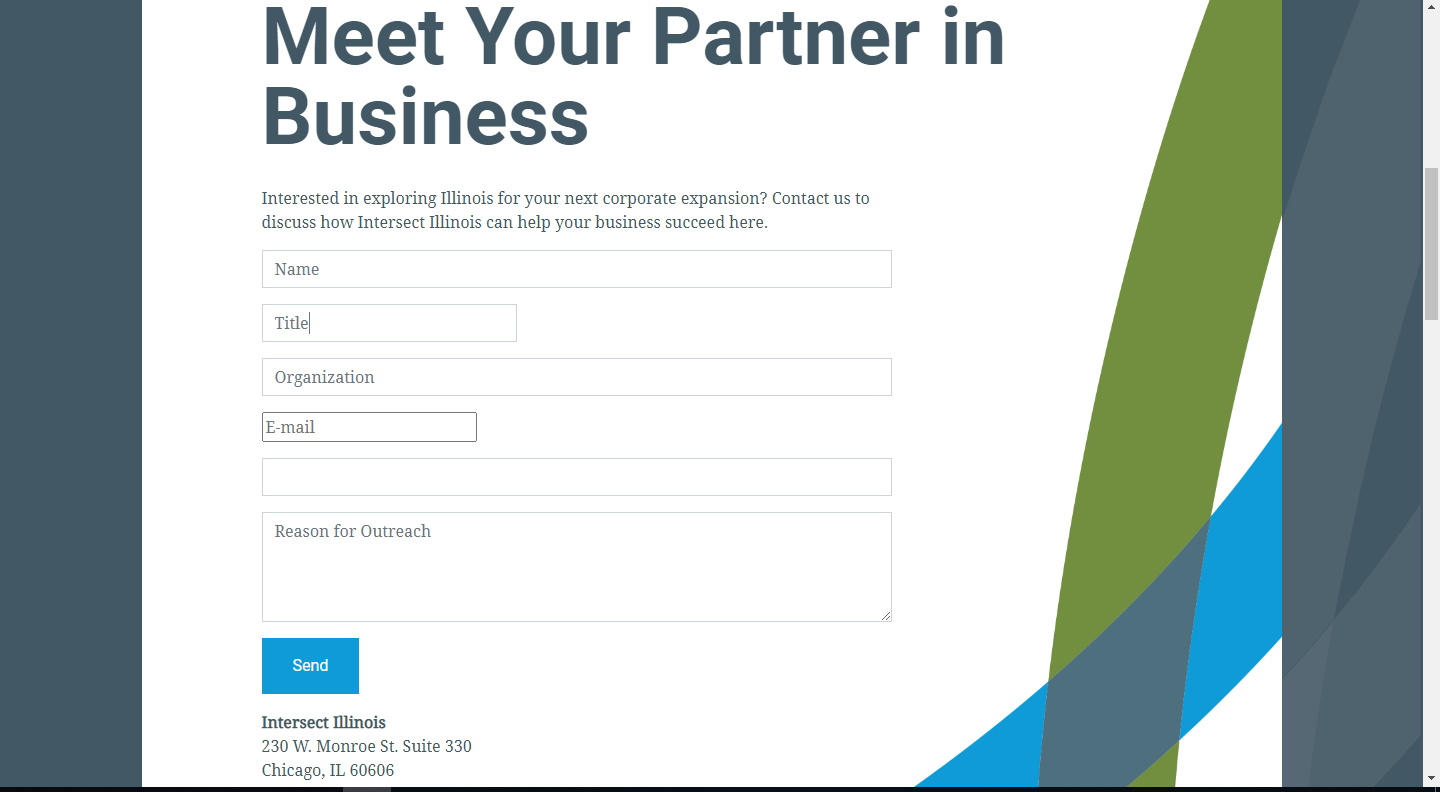 Meet Your Partner in
Business
Interested in exploring Illinois for your next corporate expansion? Contact us to
discuss how Intersect Illinois can help your business succeed here.
Name
Title
Organization
E-mail
Reason for Outreach
Send
Intersect Illinois
230 W. Monroe St. Suite 330
Chicago, IL 60606